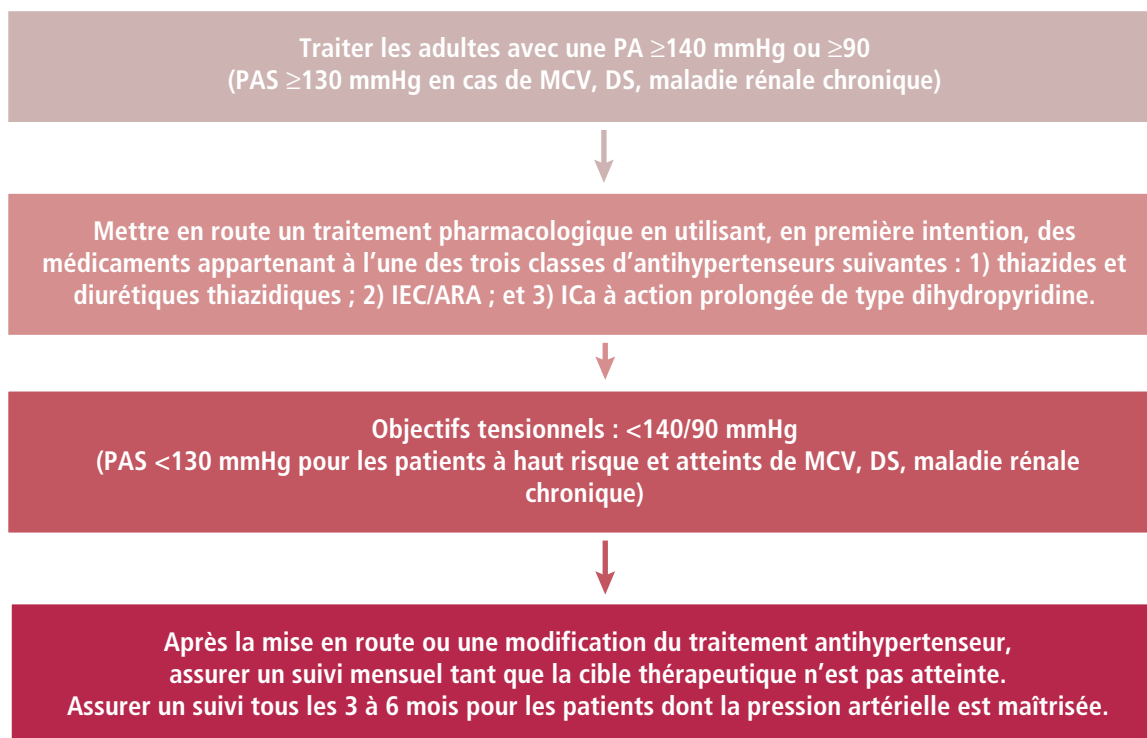 Traiter les adultes avec une PA ≥140 mmHg ou ≥90
(PAS ≥130 mmHg en cas de MCV, DS, maladie rénale chronique)
Mettre en route un traitement pharmacologique en utilisant, en première intention, des
médicaments appartenant à l’une des trois classes d’antihypertenseurs suivantes : 1) thiazides et
diurétiques thiazidiques ; 2) IEC/ARA ; et 3) ICa à action prolongée de type dihydropyridine.
Objectifs tensionnels : <140/90 mmHg
(PAS <130 mmHg pour les patients à haut risque et atteints de MCV, DS, maladie rénale
chronique)
Après la mise en route ou une modification du traitement antihypertenseur,
assurer un suivi mensuel tant que la cible thérapeutique n’est pas atteinte.
Assurer un suivi tous les 3 à 6 mois pour les patients dont la pression artérielle est maîtrisée.